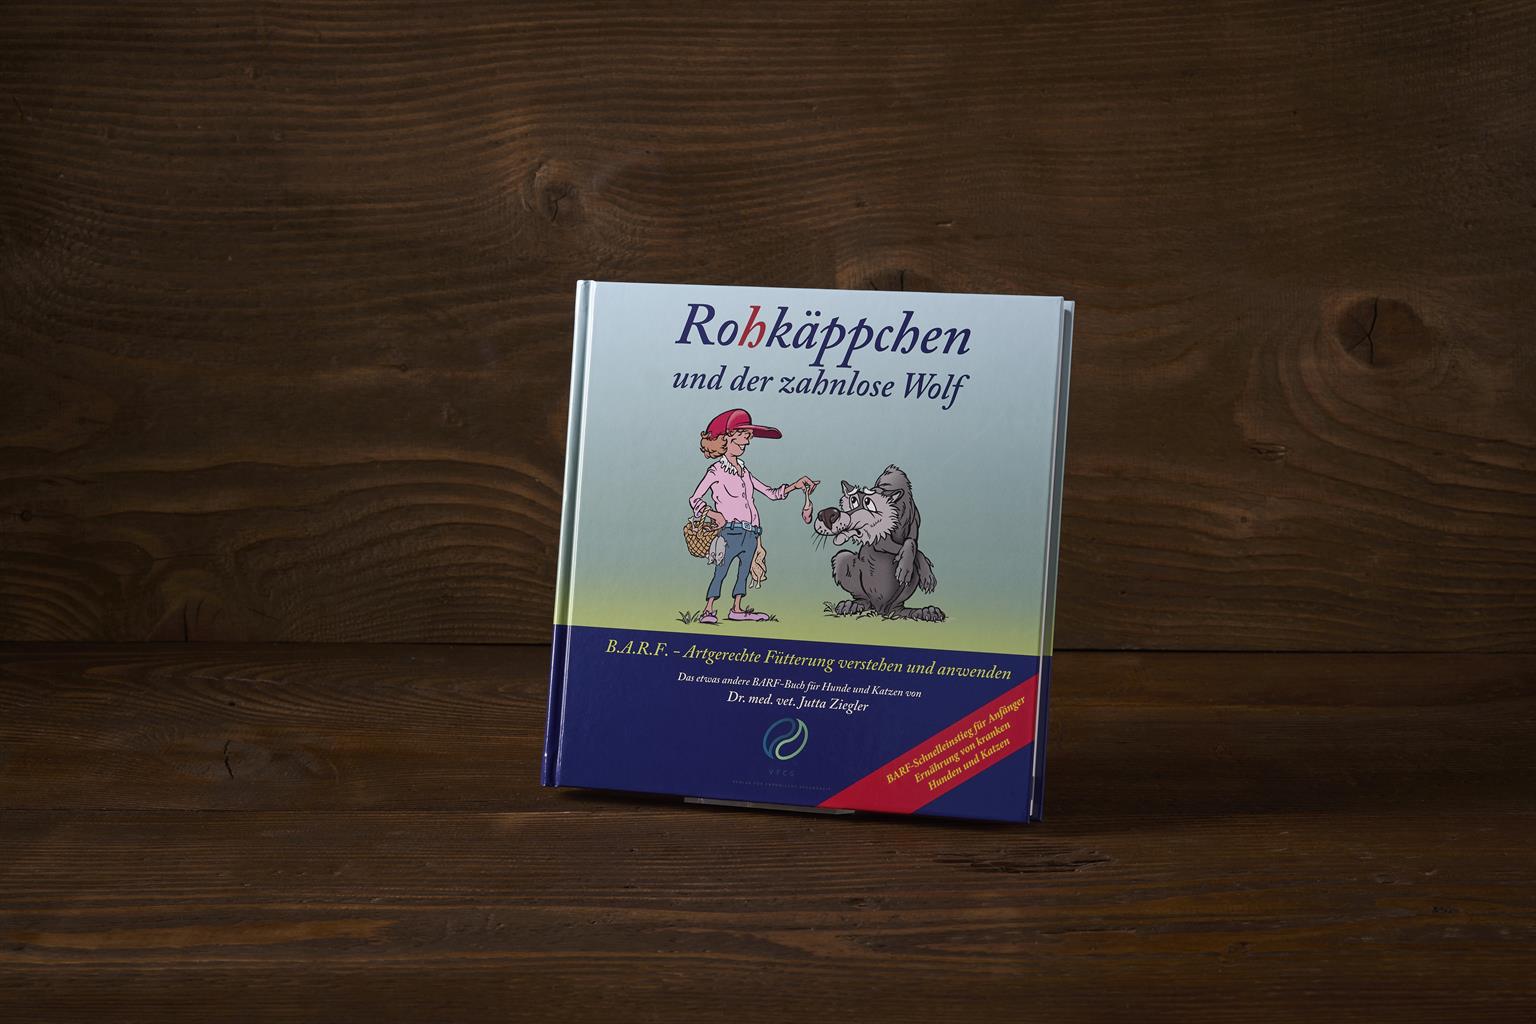 Rohkäppchen
und der zahnlose Wolf
B.A.R.F. - Artgerechte Fütterung verstehen und anwenden
Das etwas andere BARF-Buch für Hunde und Katzen von
Dr. med. vet. Jutta Ziegler
BARF-Schnelleinstieg für Anfänger
Ernährung von kranken
Hunden und Katzen
VFCG